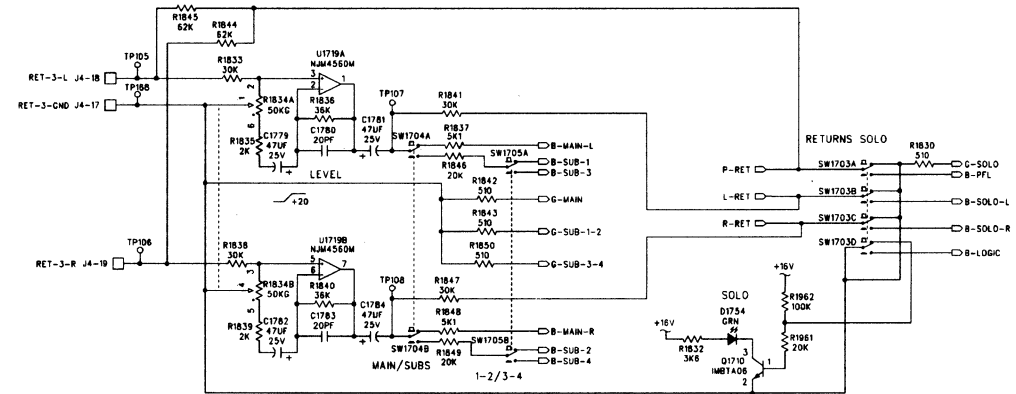 R1845
62K
R1844
62K
TP105
R1833
30K
U1719A
NJM4560M
RET-3-L J4-18
TP168
RET-3-GND J4-17
2
3
1
2
1
R1834A
50KG
6
R1836
36K
C1781
47UF
25V
TP107
R1841
30K
R1837
5K1
SW1704A
B-MAIN-L
R1835
2K
C1779
47UF
25V
+
C1780
20PF
+
R1846
20K
SW1705A
B-SUB-1
B-SUB-3
LEVEL
+20
R1842
510
G-MAIN
R1843
510
G-SUB-1-2
R1850
510
G-SUB-3-4
RETURNS SOLO
R1830
510
P-RET
SW1703A
G-SOLO
B-PFL
L-RET
SW1703B
B-SOLO-L
R-RET
SW1703C
B-SOLO-R
SW1703D
B-LOGIC
TP106
R1838
30K
U1719B
NJM4560M
RET-3-R J4-19
3
5
6
7
4
R1834B
50KG
5
R1840
36K
C1784
47UF
25V
TP108
R1847
30K
R1848
5K1
B-MAIN-R
R1839
2K
C1782
47UF
25V
+
C1783
20PF
+
SW1704B
R1849
20K
SW1705B
B-SUB-2
B-SUB-4
MAIN/SUBS
1-2/3-4
+16V
R1962
100K
SOLO
D1754
GRN
+16V
R1832
3K6
3
Q1710
IMBTA06
1
2
R1961
20K